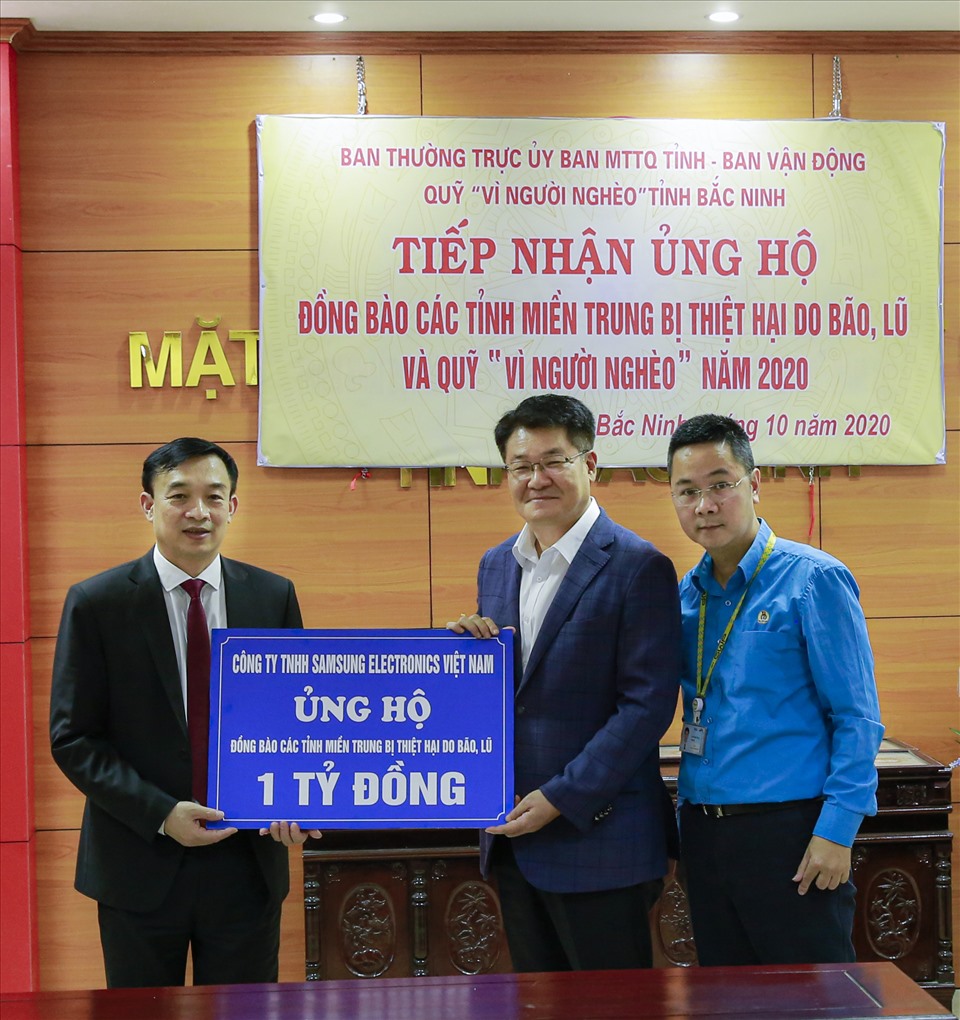 BAN THƯỜNG TRỰC ỦY BAN MTTQ TỈNH - BAN VẬN ĐỘNG
QUỸ "VÌ NGƯỜI NGHÈO" TỈNH BẮC NINH
TIẾP NHẬN ỦNG HỘ
ĐỒNG BÀO CÁC TỈNH MIỀN TRUNG BỊ THIỆT HẠI DO BÃO, LŨ
VÀ QUỸ "VÌ NGƯỜI NGHÈO" NĂM 2020
Bắc Ninh 10 năm 2020
MẶT
CÔNG TY TNHH SAMSUNG ELECTRONICS VIỆT NAM
ỦNG HỘ
ĐỒNG BÀO CÁC TỈNH MIỀN TRUNG BỊ THIỆT HẠI DO BÃO, LŨ
1 TỶ ĐỒNG